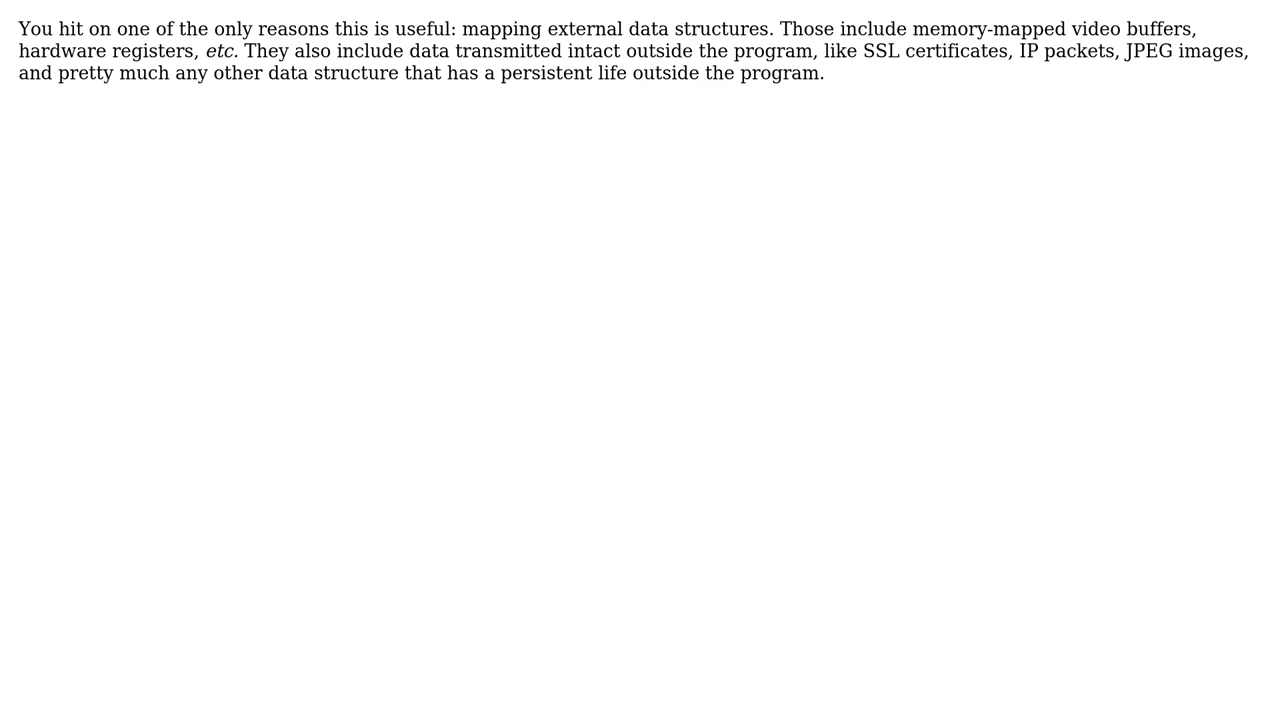 You hit on one of the only reasons this is useful: mapping external data structures. Those include memory-mapped video buffers,
hardware registers, etc. They also include data transmitted intact outside the program, like SSL certificates, IP packets, JPEG images,
and pretty much any other data structure that has a persistent life outside the program.